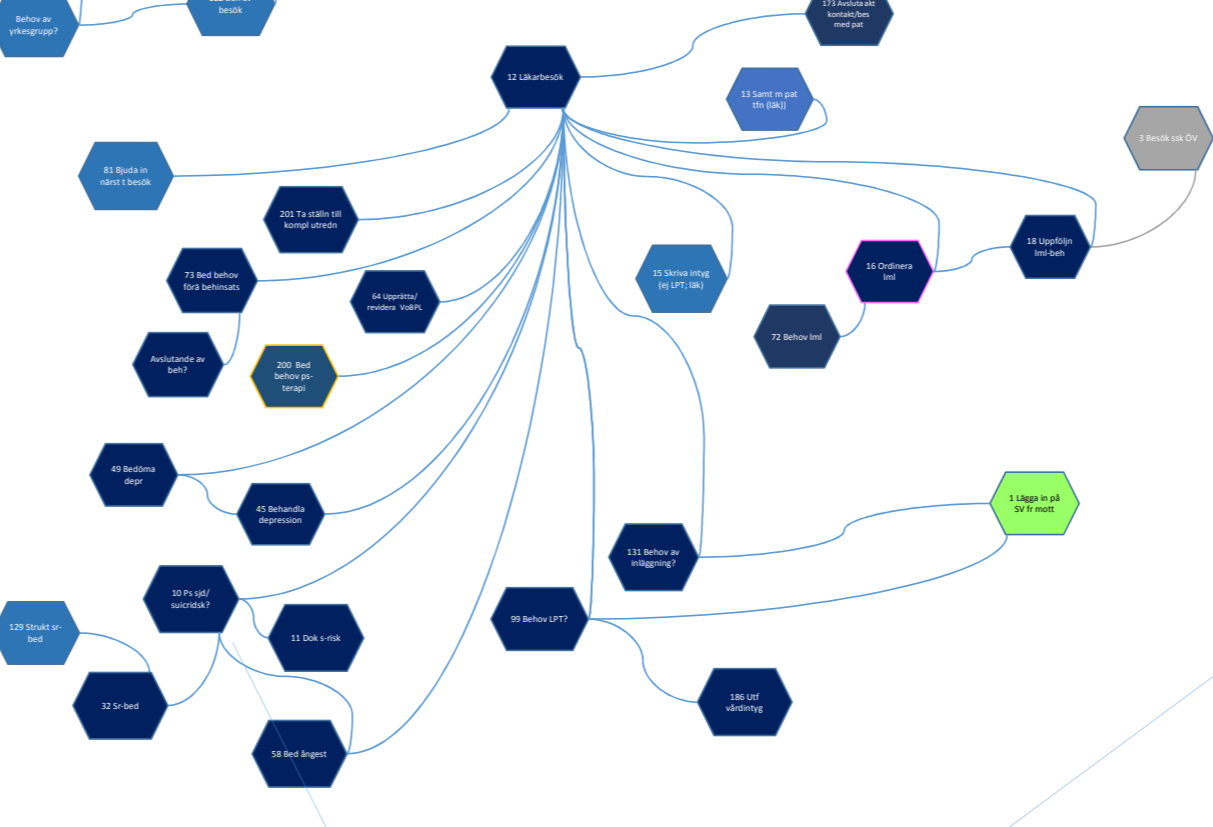 Behov av
yrkesgrupp?
besök
173 Avsluta akt
kontakt/bes
med pat
12 Läkarbesök
13 Samt m pat
tfn (läk))
3 Besök ssk ÖV
81 Bjuda in
närst t besök
201 Ta ställn till
kompl utredn
18 Uppföljn
lml-beh
73 Bed behov
förä behinsats
15 Skriva intyg
(ej LPT; läk)
16 Ordinera
lml
64 Upprätta/
revidera VoBPL
72 Behov lml
Avslutande av
beh?
200 Bed
behov ps-
terapi
49 Bedöma
depr
45 Behandla
depression
1 Lägga in på
SV fr mott
131 Behov av
inläggning?
10 Ps sjd/
suicridsk?
99 Behov LPT?
129 Strukt sr-
bed
11 Dok s-risk
32 Sr-bed
186 Utf
vårdintyg
58 Bed ångest